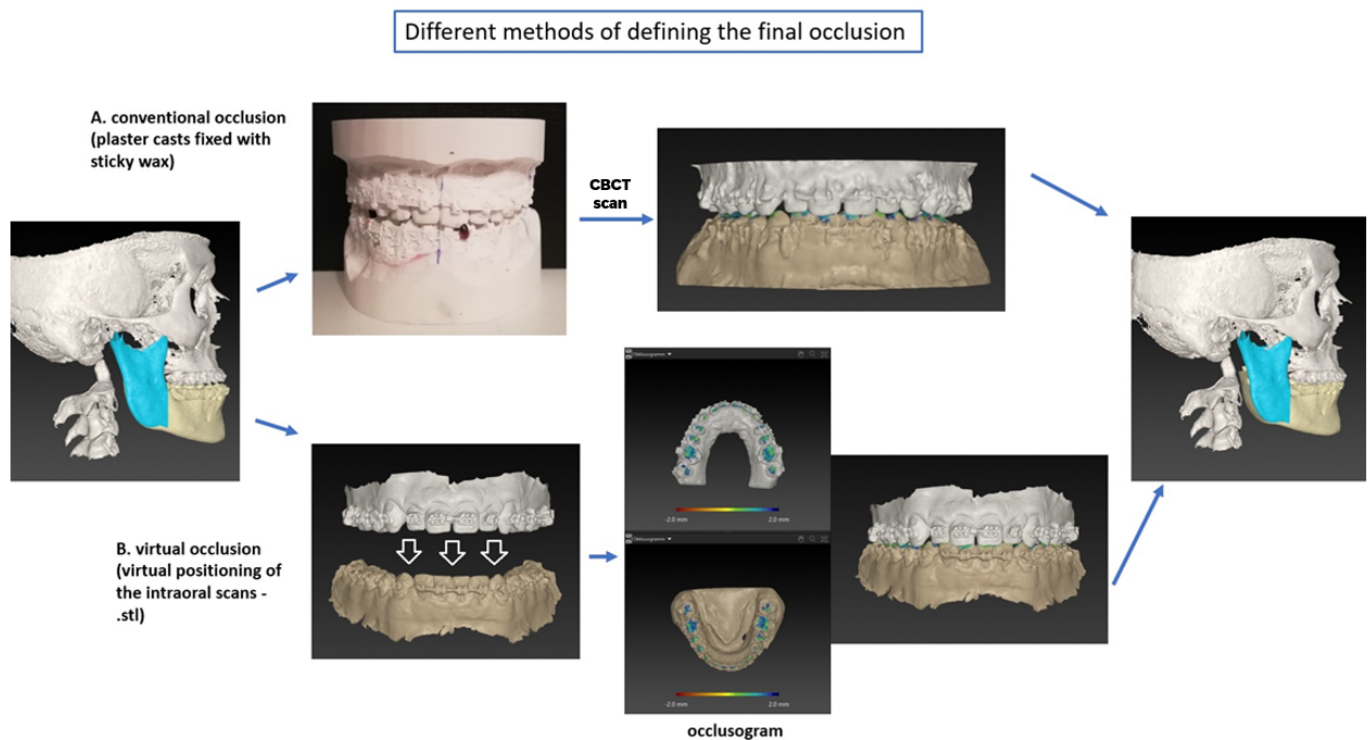 Different methods of defining the final occlusion
A. conventional occlusion
(plaster casts fixed with
sticky wax)
CBCT
scan
Okklusogramm
-2.0 mm
2.0 mm
B. virtual occlusion
(virtual positioning of
the intraoral scans -
.stl)
Okklusogramm
-2.0 mm
2.0 mm
occlusogram